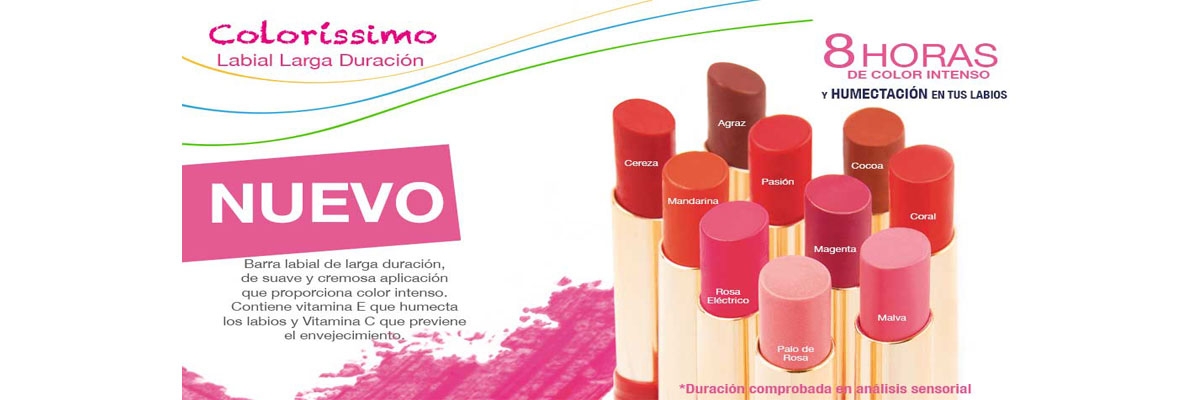 Coloríssimo
Labial Larga Duración
8 HORAS
DE COLOR INTENSO
Y HUMECTACIÓN EN TUS LABIOS
NUEVO
Barra labial de larga duración,
de suave y cremosa aplicación
que proporciona color intenso.
Contiene vitamina E que humecta
los labios y Vitamina C que previene
el envejecimiento.
Agraz
Cereza
Pasión
Cocoa
Mandarina
Coral
Magenta
Rosa
Eléctrico
Malva
Palo de
Rosa
*Duración comprobada en análisis sensorial